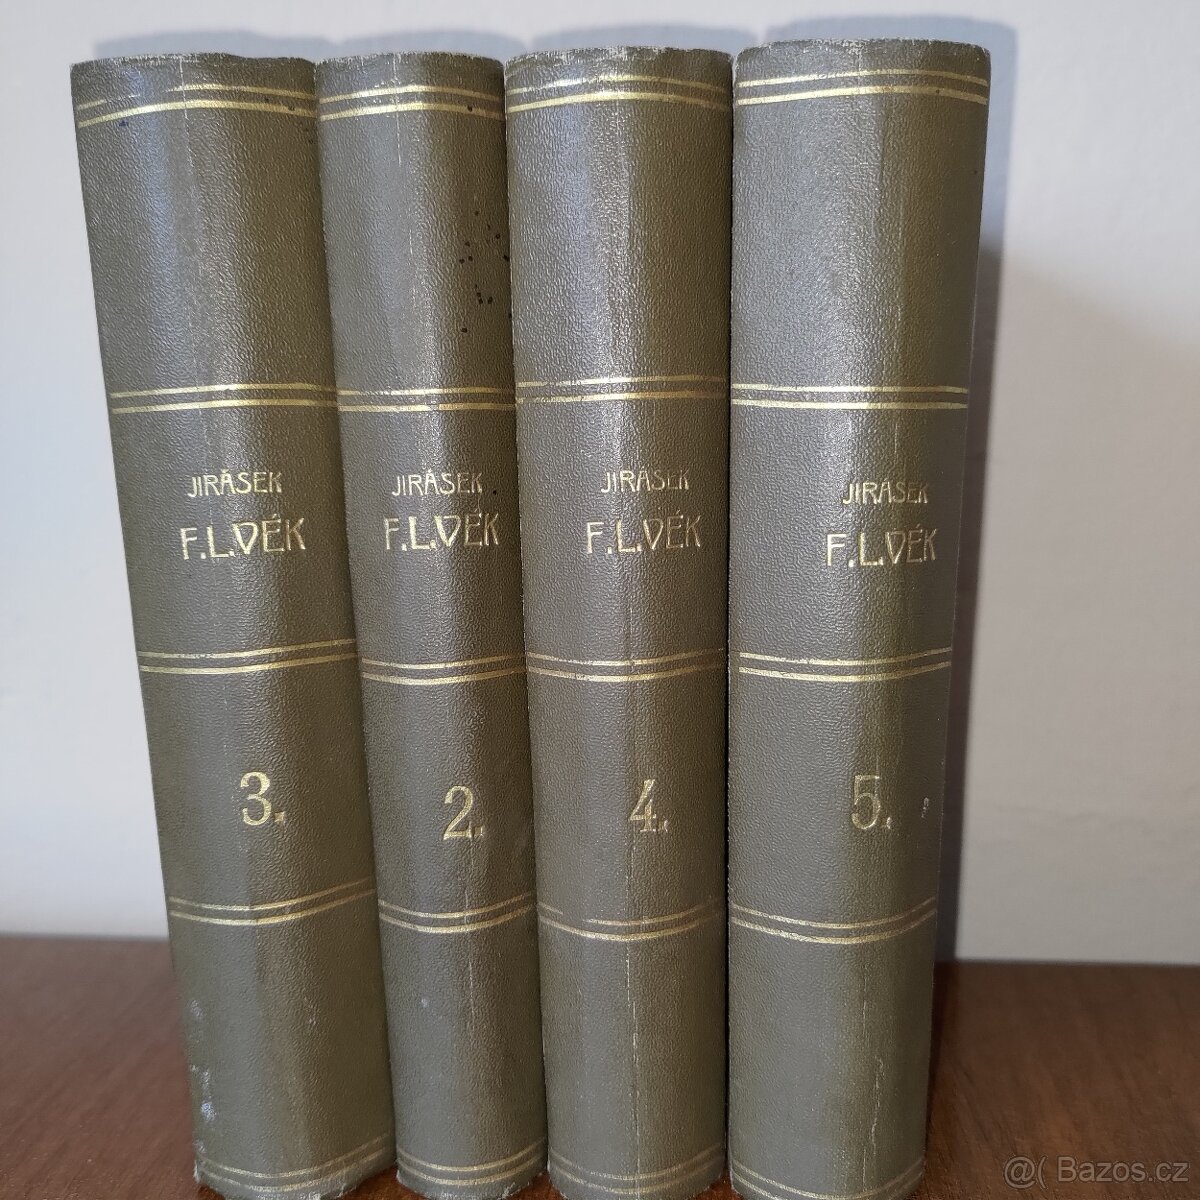 JIRÁSEK
F.L.VĚK
3.
JIRÁSEK
F.L.VĚK
2.
JIRÁSEK
F.L.VĚK
4.
JIRÁSEK
F.L.VĚK
5.
@( Bazos.cz